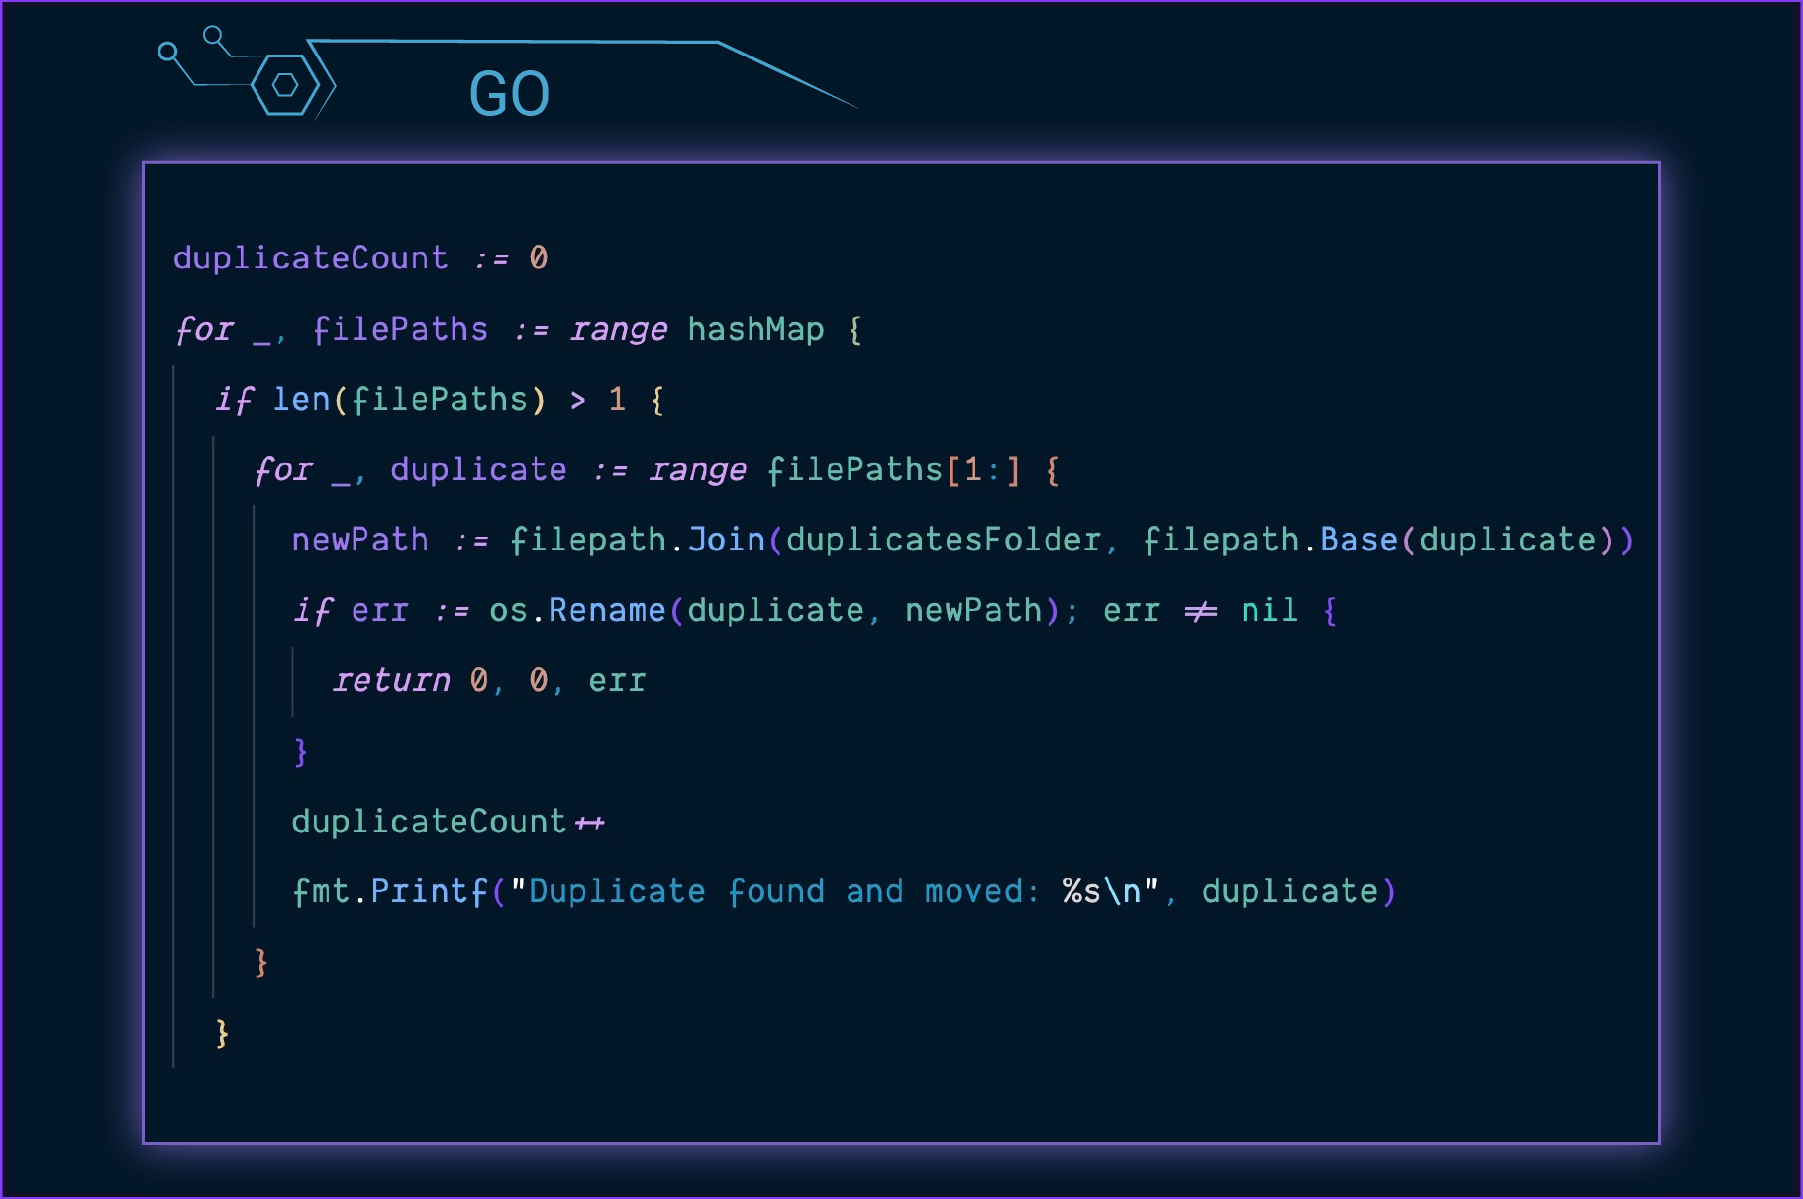 GO
duplicateCount := 0
for _, filePaths := range hashMap {
if len(filePaths) > 1 {
for _, duplicate := range filePaths[1:] {
newPath := filepath.Join(duplicatesFolder, filepath.Base(duplicate))
if err := os.Rename(duplicate, newPath); err != nil {
return 0, 0, err
}
duplicateCount++
fmt.Printf("Duplicate found and moved: %s\n", duplicate)
}
}